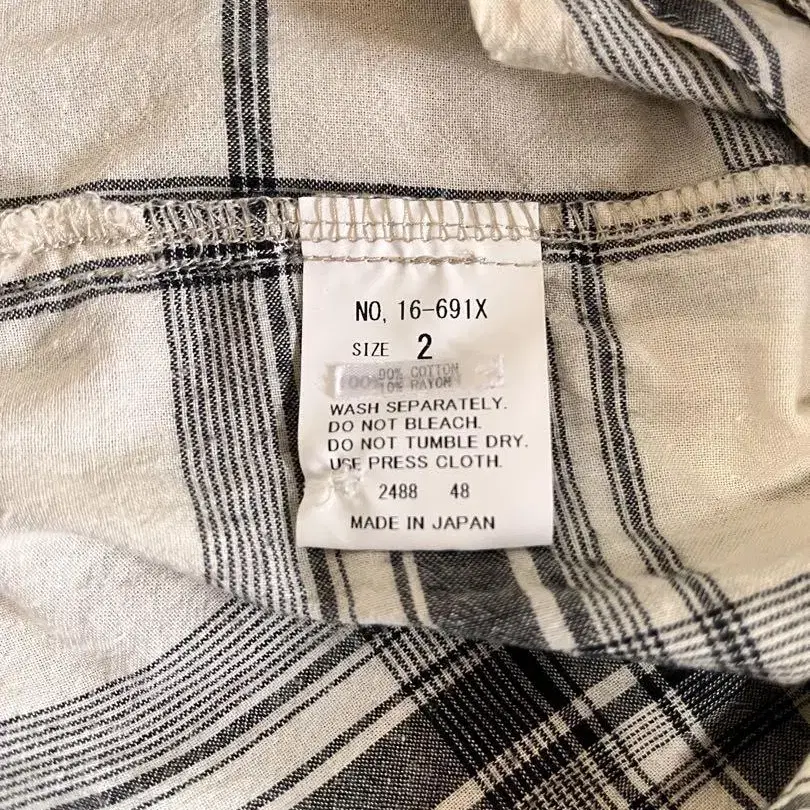 NO, 16-691X
SIZE 2
90% COTTON
10% RAYON
WASH SEPARATELY.
DO NOT BLEACH.
DO NOT TUMBLE DRY.
USE PRESS CLOTH.
2488 48
MADE IN JAPAN